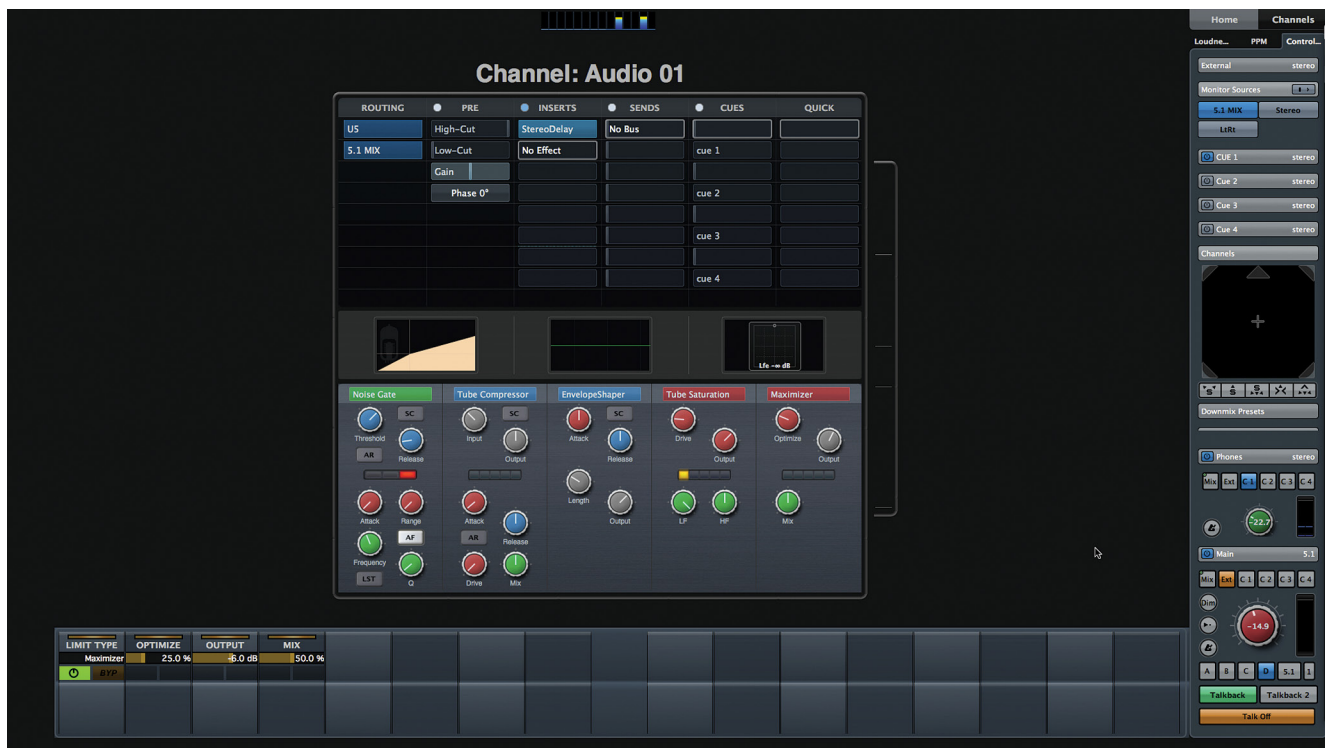 Home Channels
Loudne... PPM Control...
Channel: Audio 01
External stereo
Monitor Sources
5.1 MIX Stereo
LtRt
CUE 1 stereo
Cue 2 stereo
Cue 3 stereo
Cue 4 stereo
Channels
ROUTING PRE INSERTS SENDS CUES QUICK
U5 High-Cut StereoDelay No Bus
5.1 MIX Low-Cut No Effect cue 1
Gain
Phase 0° cue 2
cue 3
cue 4
Lfe -∞ dB
Noise Gate Tube Compressor EnvelopeShaper Tube Saturation Maximizer
SC SC SC
Threshold Input Attack Drive Optimize
AR Release Output Release Output Output
Length
Attack Range Attack Output LF HF Mix
AF AR Release
Frequency
LST Q Drive Mix
S S S
Downmix Presets
Phones stereo
Mix Ext C 1 C 2 C 3 C 4
-22.7
Main 5.1
Mix Ext C 1 C 2 C 3 C 4
Dim
-14.9
A B C D 5.1 1
Talkback Talkback 2
Talk Off
LIMIT TYPE OPTIMIZE OUTPUT MIX
Maximizer 25.0 % -6.0 dB 50.0 %
BYP